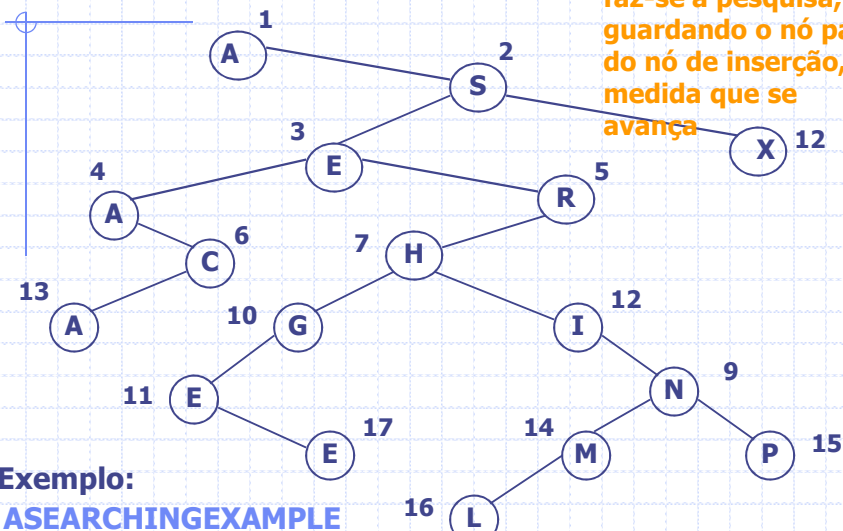 faz-se a pesquisa,
guardando o nó pa
do nó de inserção,
medida que se
avança
1
A
2
S
3
E
X 12
4
A
5
R
6
C
7
H
13
A
10
G
12
I
11
E
9
N
17
E
14
M
P 15
16
L
Exemplo:
ASEARCHINGEXAMPLE